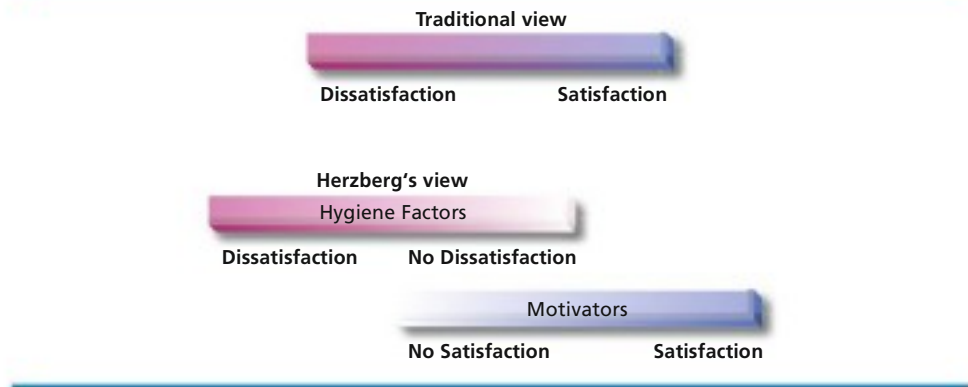 Traditional view
Dissatisfaction Satisfaction
Herzberg's view
Hygiene Factors
Dissatisfaction No Dissatisfaction
Motivators
No Satisfaction Satisfaction